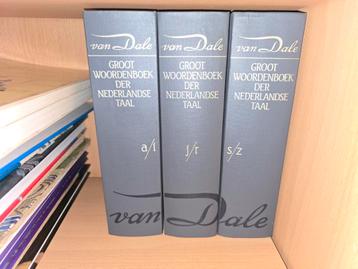 van Dale
GROOT
WOORDENBOEK
DER
NEDERLANDSE
TAAL
a/i
van Dale
GROOT
WOORDENBOEK
DER
NEDERLANDSE
TAAL
j/r
van Dale
GROOT
WOORDENBOEK
DER
NEDERLANDSE
TAAL
s/z
van Dale